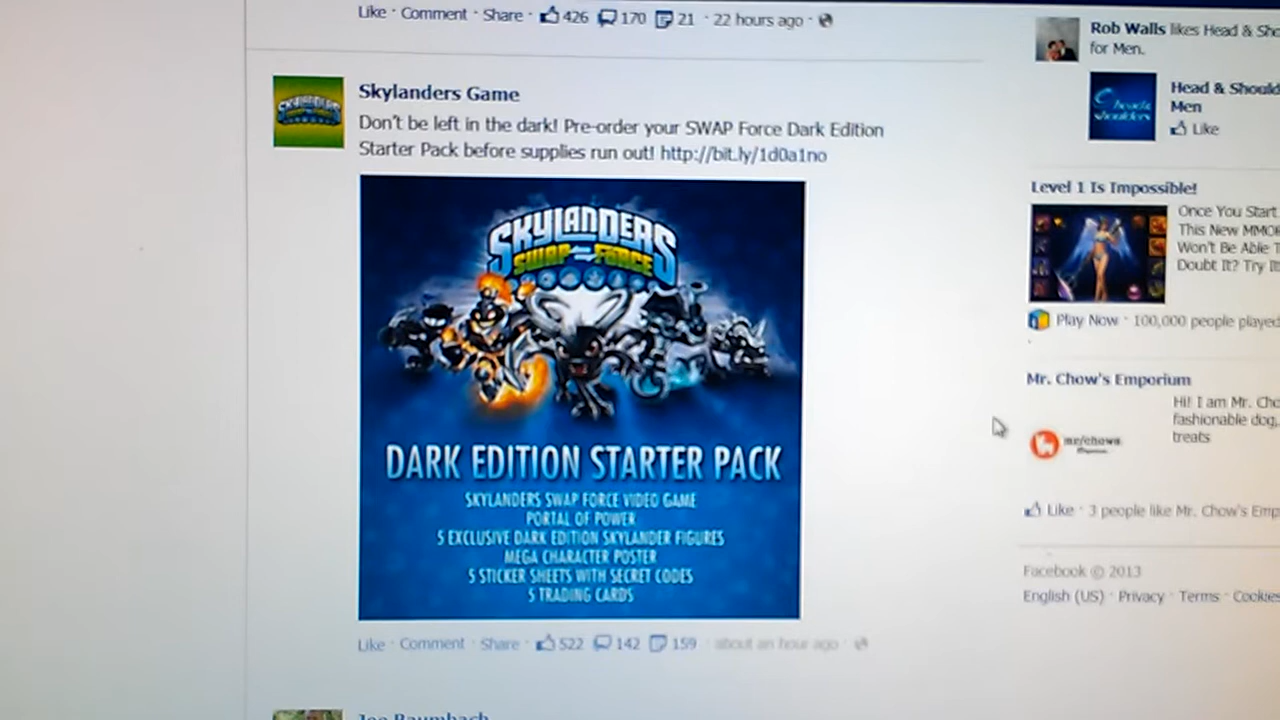 Like · Comment · Share · 426 170 21 · 22 hours ago ·
Skylanders Game
Don't be left in the dark! Pre-order your SWAP Force Dark Edition
Starter Pack before supplies run out! http://bit.ly/1d0a1no
SKYLANDERS
SWAP FORCE
DARK EDITION STARTER PACK
SKYLANDERS SWAP FORCE VIDEO GAME
PORTAL OF POWER
5 EXCLUSIVE DARK EDITION SKYLANDER FIGURES
MEGA CHARACTER POSTER
5 STICKER SHEETS WITH SECRET CODES
5 TRADING CARDS
Like · Comment · Share · 522 142 159 · about an hour ago ·
Joe Baumbach
Rob Walls likes Head & Sho
for Men.
head &
shoulders
Head & Should
Men
Like
Level 1 Is Impossible!
Once You Start
This New MMOR
Won't Be Able T
Doubt It? Try It!
Play Now · 100,000 people played
Mr. Chow's Emporium
Hi! I am Mr. Cho
fashionable dog,
treats
mr/chows
Like · 3 people like Mr. Chow's Emp
Facebook © 2013
English (US) · Privacy · Terms · Cookies